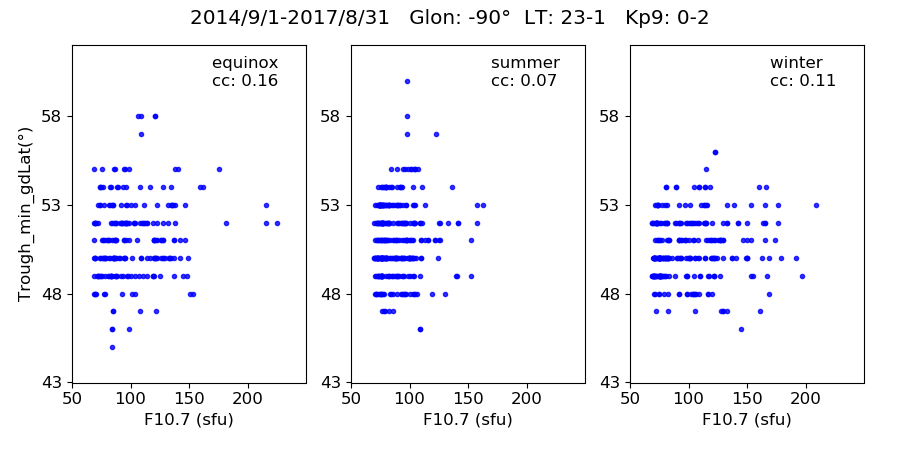 2014/9/1-2017/8/31 Glon: -90° LT: 23-1 Kp9: 0-2
equinox
cc: 0.16
summer
cc: 0.07
winter
cc: 0.11
Trough_min_gdLat(°)
58
53
48
43
58
53
48
43
58
53
48
43
50 100 150 200
50 100 150 200
50 100 150 200
F10.7 (sfu)
F10.7 (sfu)
F10.7 (sfu)